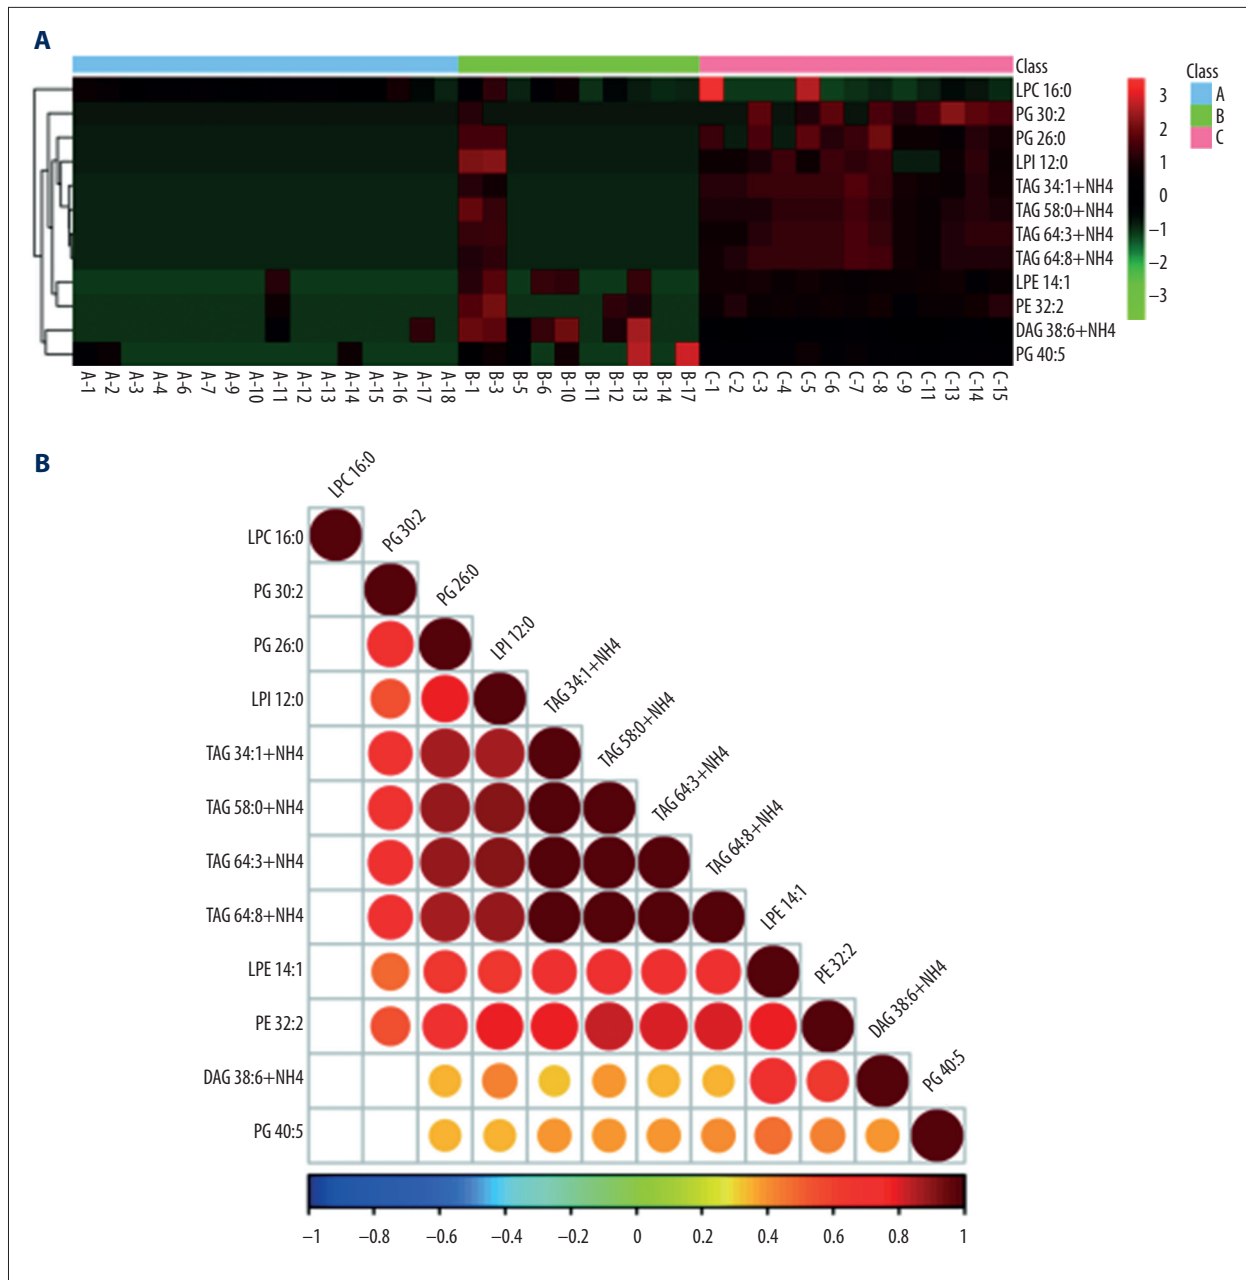 A
Class
LPC 16:0
PG 30:2
PG 26:0
LPI 12:0
TAG 34:1+NH4
TAG 58:0+NH4
TAG 64:3+NH4
TAG 64:8+NH4
LPE 14:1
PE 32:2
DAG 38:6+NH4
PG 40:5
3
2
1
0
−1
−2
−3
Class
A
B
C
A-1 A-2 A-3 A-4 A-6 A-7 A-9 A-10 A-11 A-12 A-13 A-14 A-15 A-16 A-17 A-18 B-1 B-3 B-5 B-6 B-10 B-11 B-12 B-13 B-14 B-17 C-1 C-2 C-3 C-4 C-5 C-6 C-7 C-8 C-9 C-11 C-13 C-14 C-15
B
LPC 16:0
PG 30:2
PG 26:0
LPI 12:0
TAG 34:1+NH4
TAG 58:0+NH4
TAG 64:3+NH4
TAG 64:8+NH4
LPE 14:1
PE 32:2
DAG 38:6+NH4
PG 40:5
LPC 16:0
PG 30:2
PG 26:0
LPI 12:0
TAG 34:1+NH4
TAG 58:0+NH4
TAG 64:3+NH4
TAG 64:8+NH4
LPE 14:1
PE 32:2
DAG 38:6+NH4
PG 40:5
−1 −0.8 −0.6 −0.4 −0.2 0 0.2 0.4 0.6 0.8 1